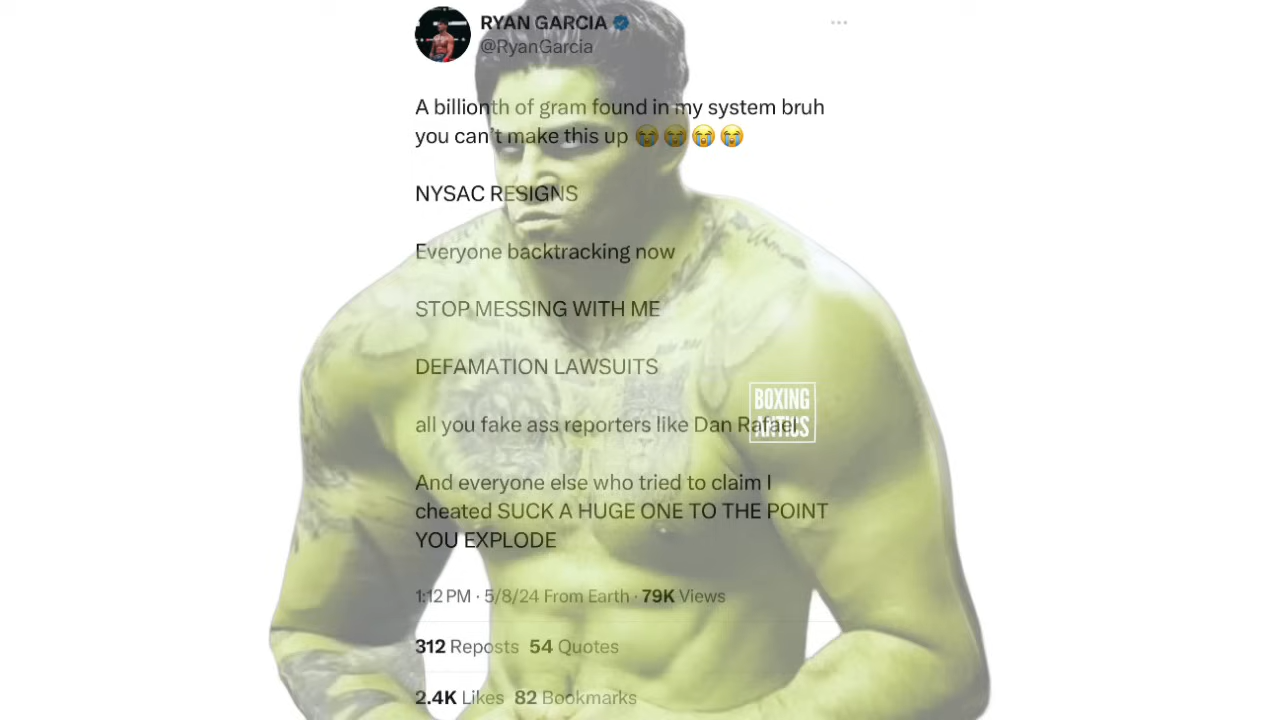 RYAN GARCIA
@RyanGarcia
A billionth of gram found in my system bruh
you can't make this up 😭😭😭😭
NYSAC RESIGNS
Everyone backtracking now
STOP MESSING WITH ME
DEFAMATION LAWSUITS
all you fake ass reporters like Dan Rafael
BOXING
ANTICS
And everyone else who tried to claim I
cheated SUCK A HUGE ONE TO THE POINT
YOU EXPLODE
1:12 PM · 5/8/24 From Earth · 79K Views
312 Reposts 54 Quotes
2.4K Likes 82 Bookmarks